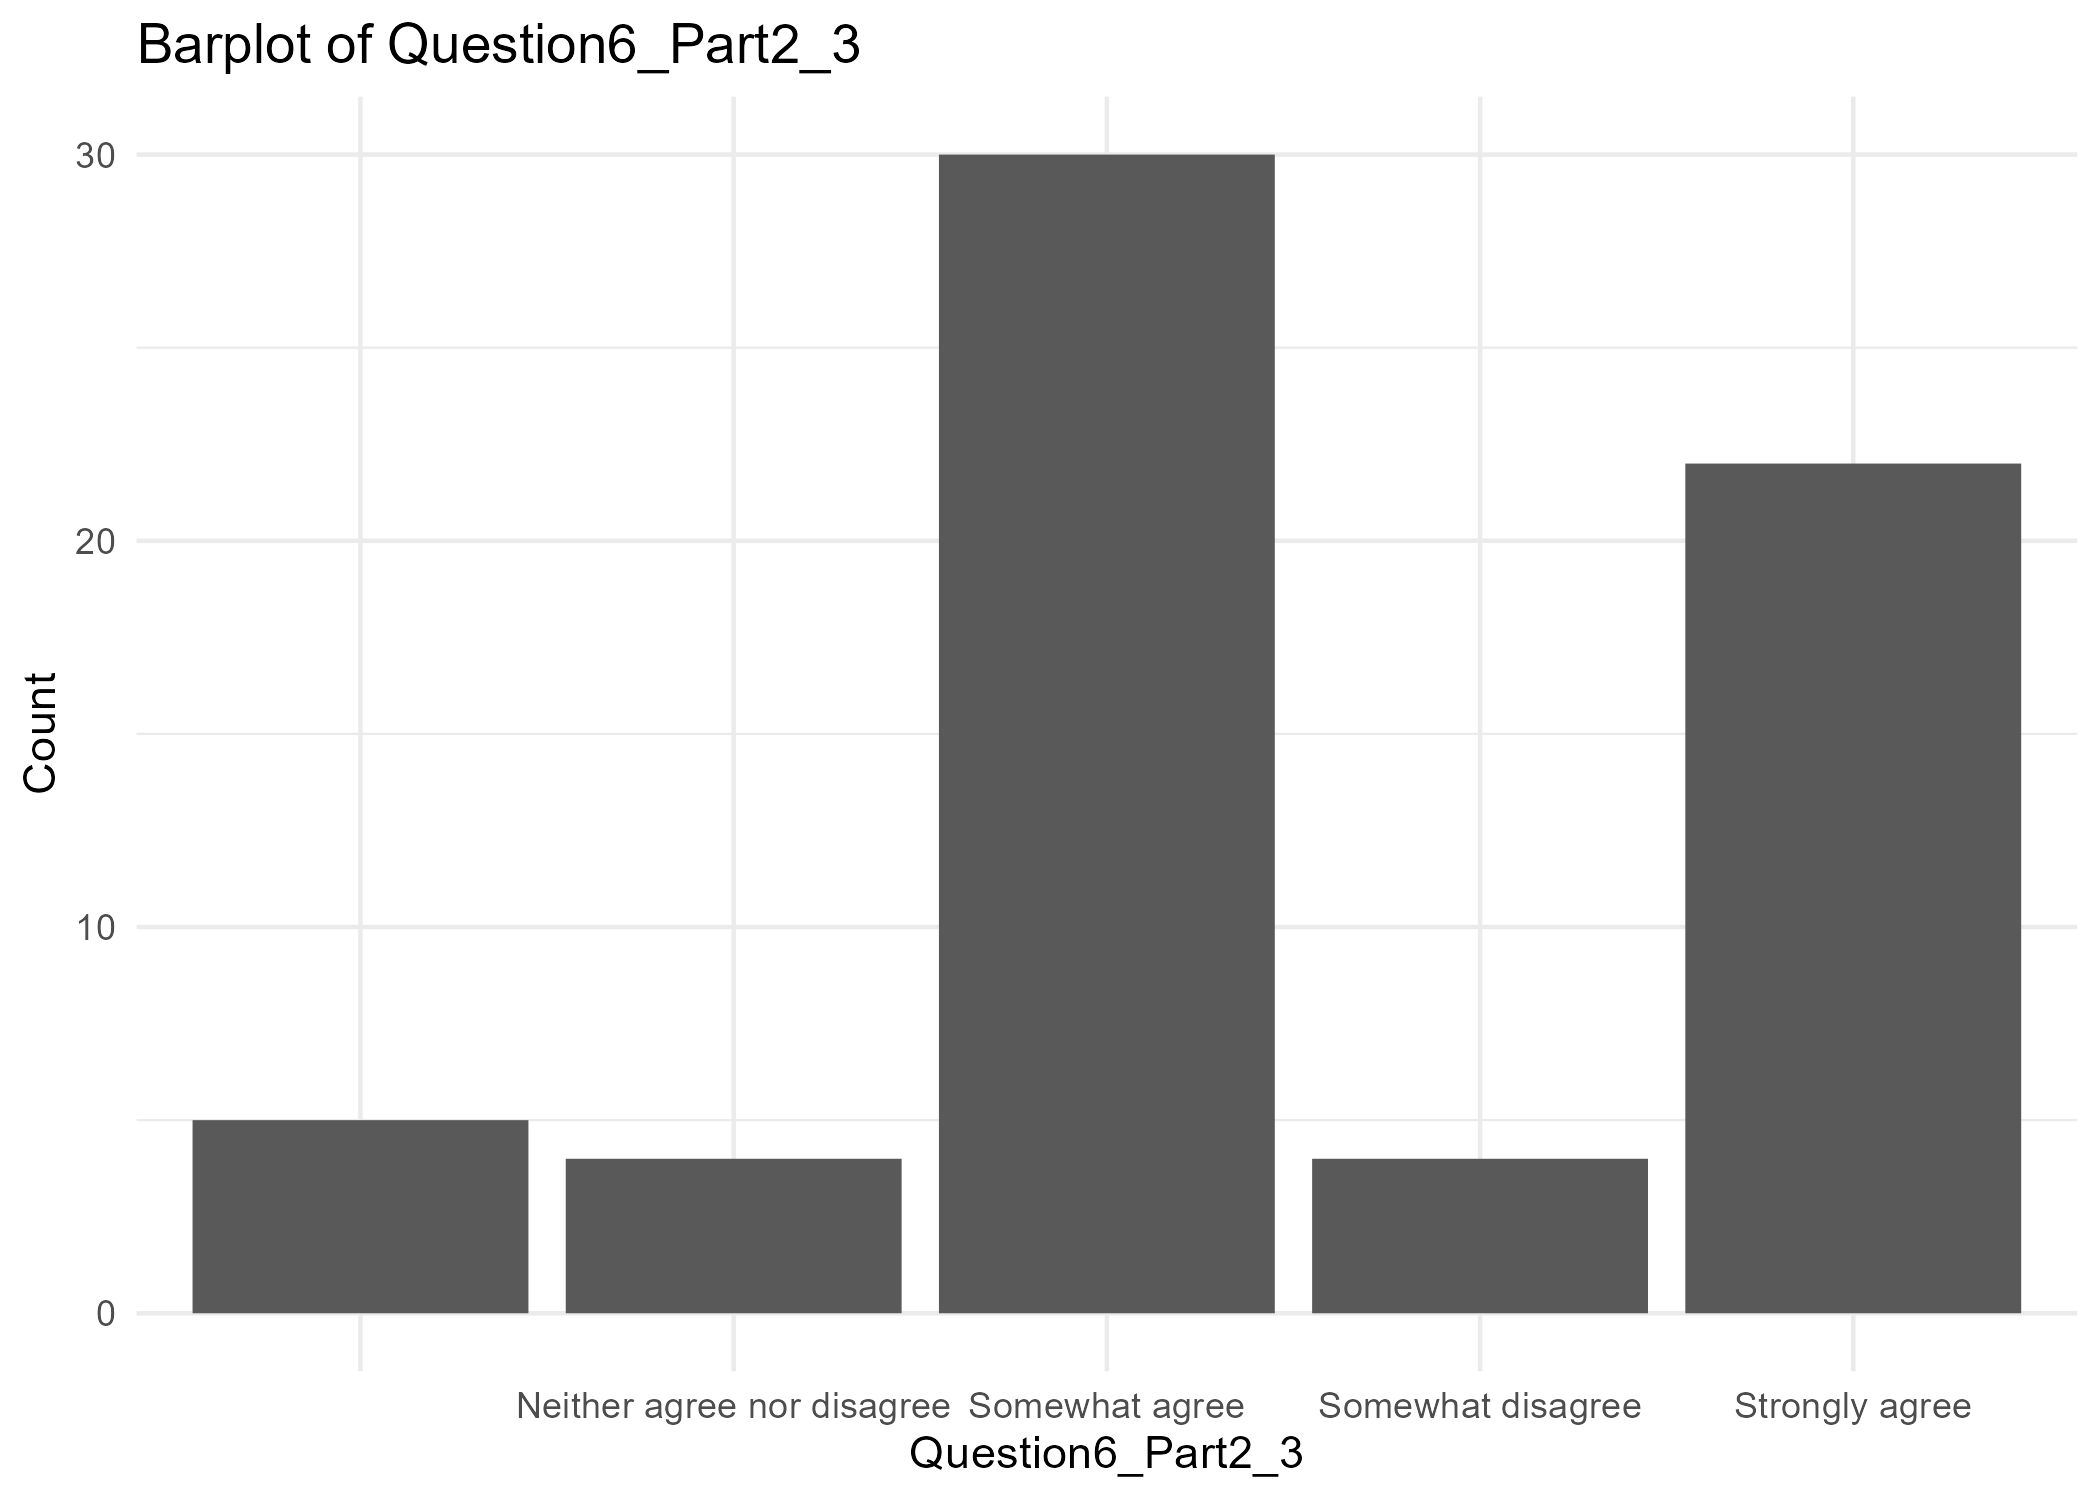 Barplot of Question6_Part2_3
30
20
10
0
Count
Neither agree nor disagree Somewhat agree Somewhat disagree Strongly agree
Question6_Part2_3